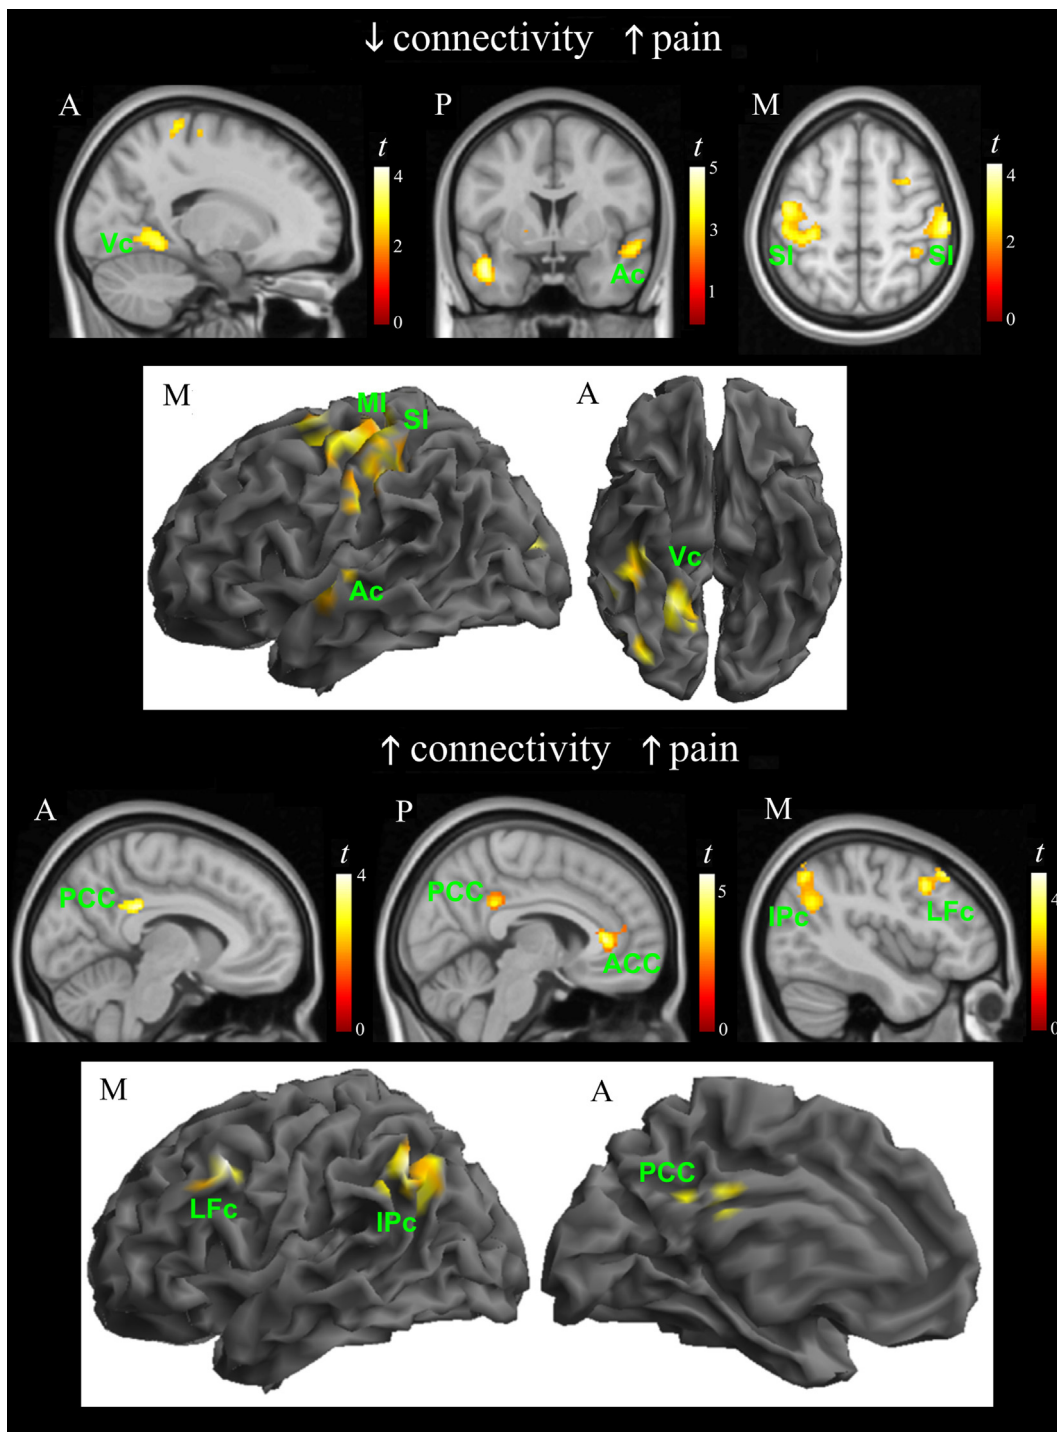 ↓ connectivity ↑ pain
A
P
M
t
4
2
0
t
5
3
1
t
4
2
0
Vc
Ac
SI
SI
M
A
MI
SI
Ac
Vc
↑ connectivity ↑ pain
A
P
M
t
4
0
t
5
0
t
4
0
PCC
PCC
ACC
IPc
LFc
M
A
LFc
IPc
PCC